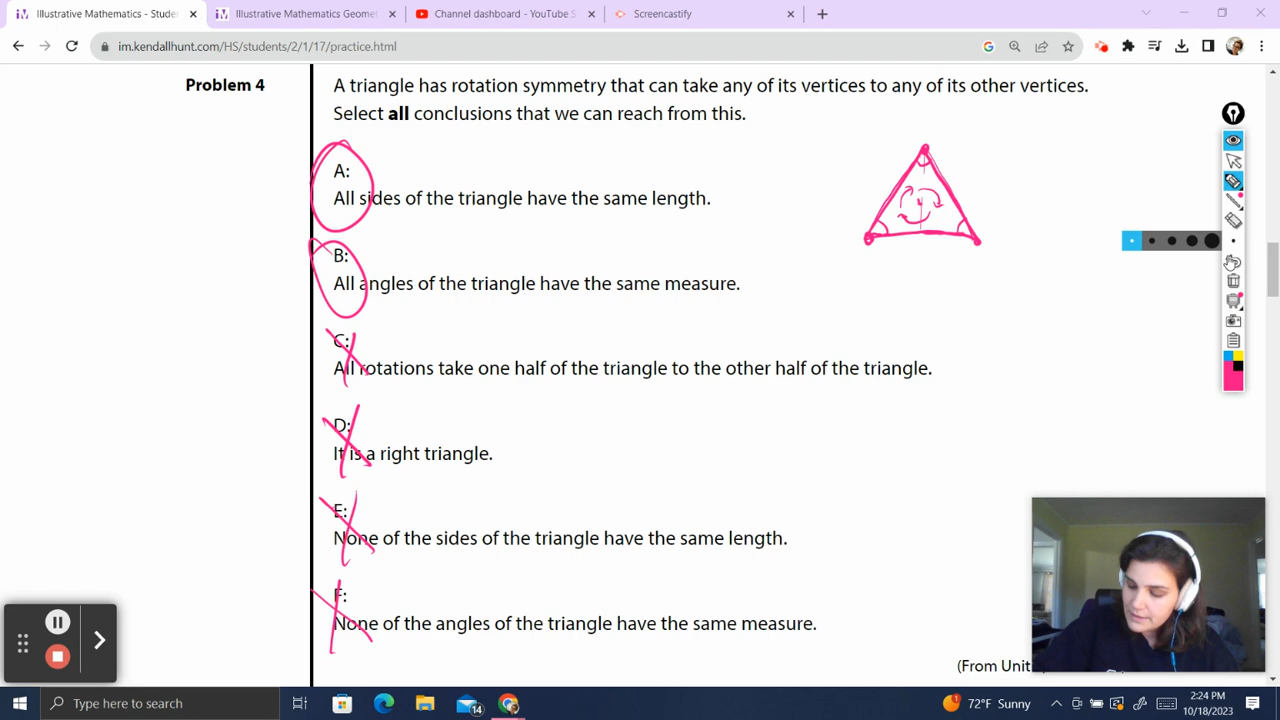 Illustrative Mathematics - Studen
Illustrative Mathematics Geomet
Channel dashboard - YouTube S
Screencastify
im.kendallhunt.com/HS/students/2/1/17/practice.html
Problem 4
A triangle has rotation symmetry that can take any of its vertices to any of its other vertices.
Select all conclusions that we can reach from this.
A:
All sides of the triangle have the same length.
B:
All angles of the triangle have the same measure.
C:
All rotations take one half of the triangle to the other half of the triangle.
D:
It is a right triangle.
E:
None of the sides of the triangle have the same length.
F:
None of the angles of the triangle have the same measure.
(From Unit
Type here to search
14
1
72°F Sunny
2:24 PM
10/18/2023